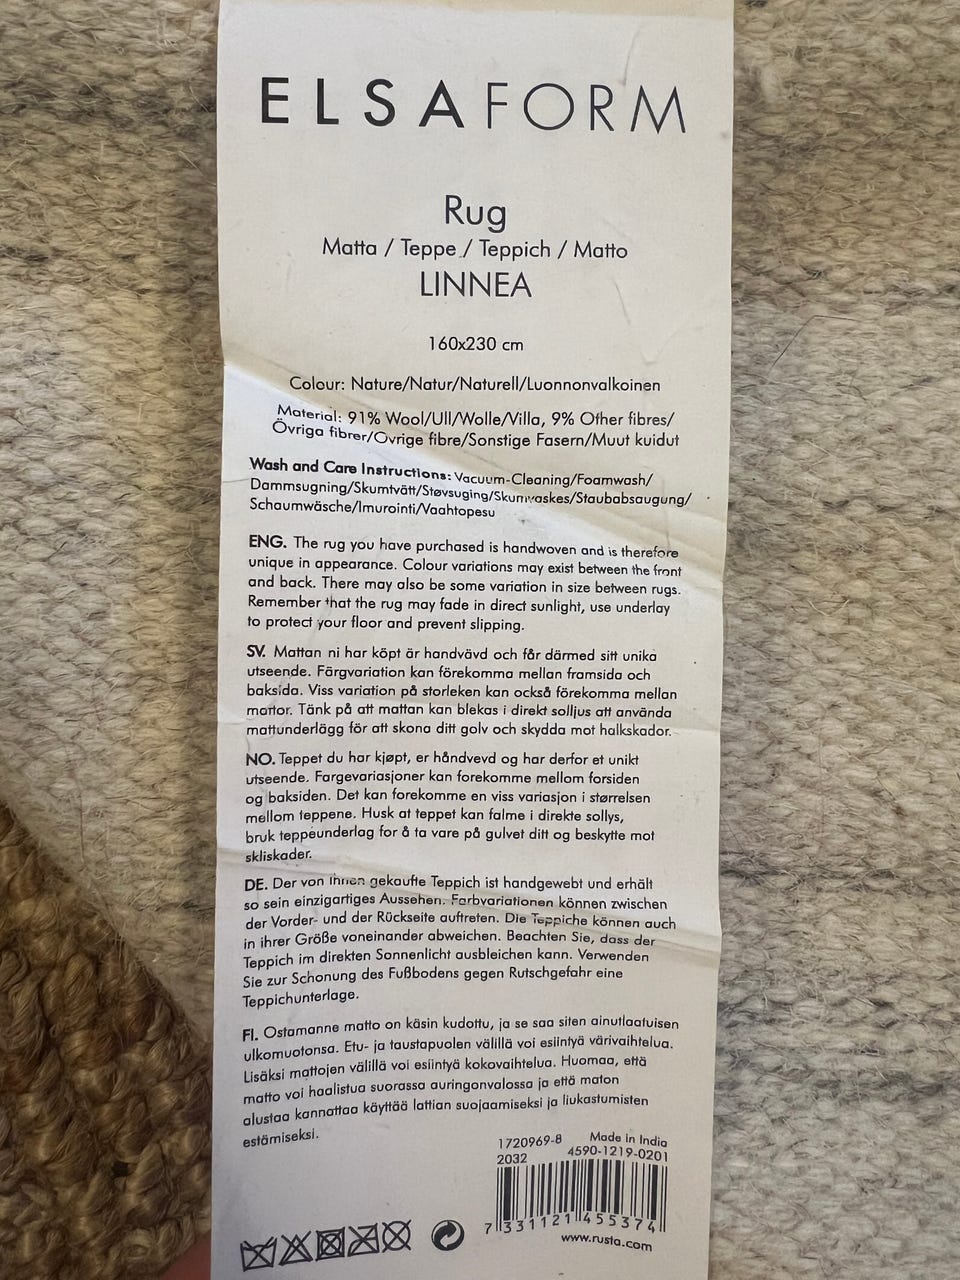 ELSAFORM
Rug
Matta / Teppe / Teppich / Matto
LINNEA
160x230 cm
Colour: Nature/Natur/Naturell/Luonnonvalkoinen
Material: 91% Wool/Ull/Wolle/Villa, 9% Other fibres/
Övriga fibrer/Övrige fibre/Sonstige Fasern/Muut kuidut
Wash and Care Instructions: Vacuum-Cleaning/Foamwash/
Dammsugning/Skumtvätt/Støvsuging/Skumvaskes/Staubabsaugung/
Schaumwäsche/Imurointi/Vaahtopesu
ENG. The rug you have purchased is handwoven and is therefore
unique in appearance. Colour variations may exist between the front
and back. There may also be some variation in size between rugs.
Remember that the rug may fade in direct sunlight, use underlay
to protect your floor and prevent slipping.
SV. Mattan ni har köpt är handvävd och får därmed sitt unika
utseende. Färgvariation kan förekomma mellan framsida och
baksida. Viss variation på storleken kan också förekomma mellan
mattor. Tänk på att mattan kan blekas i direkt solljus att använda
mattunderlägg för att skona ditt golv och skydda mot halkskador.
NO. Teppet du har kjøpt, er håndvevd og har derfor et unikt
utseende. Fargevariasjoner kan forekomme mellom forsiden
og baksiden. Det kan forekomme en viss variasjon i størrelsen
mellom teppene. Husk at teppet kan falme i direkte sollys,
bruk teppeunderlag for å ta vare på gulvet ditt og beskytte mot
skliskader.
DE. Der von Ihnen gekaufte Teppich ist handgewebt und erhält
so sein einzigartiges Aussehen. Farbvariationen können zwischen
der Vorder- und der Rückseite auftreten. Die Teppiche können auch
in ihrer Größe voneinander abweichen. Beachten Sie, dass der
Teppich im direkten Sonnenlicht ausbleichen kann. Verwenden
Sie zur Schonung des Fußbodens gegen Rutschgefahr eine
Teppichunterlage.
FI. Ostamanne matto on käsin kudottu, ja se saa siten ainutlaatuisen
ulkomuotonsa. Etu- ja taustapuolen välillä voi esiintyä värivaihtelua.
Lisäksi mattojen välillä voi esiintyä kokovaihtelua. Huomaa, että
matto voi haalistua suorassa auringonvalossa ja että maton
alustaa kannattaa käyttää lattian suojaamiseksi ja liukastumisten
estämiseksi.
1720969-8 Made in India
2032 4590-1219-0201
7 331121 455374
www.rusta.com